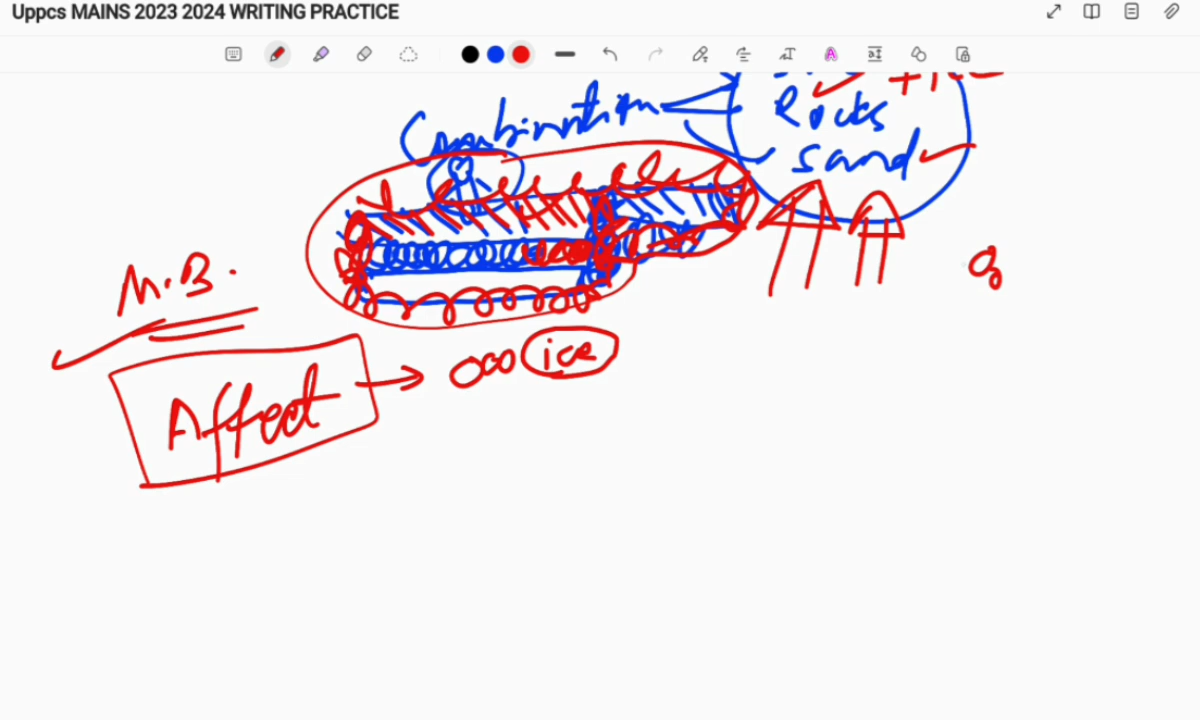 Uppcs MAINS 2023 2024 WRITING PRACTICE
Combination
Rocks
sand
M.B.
Affect → ice